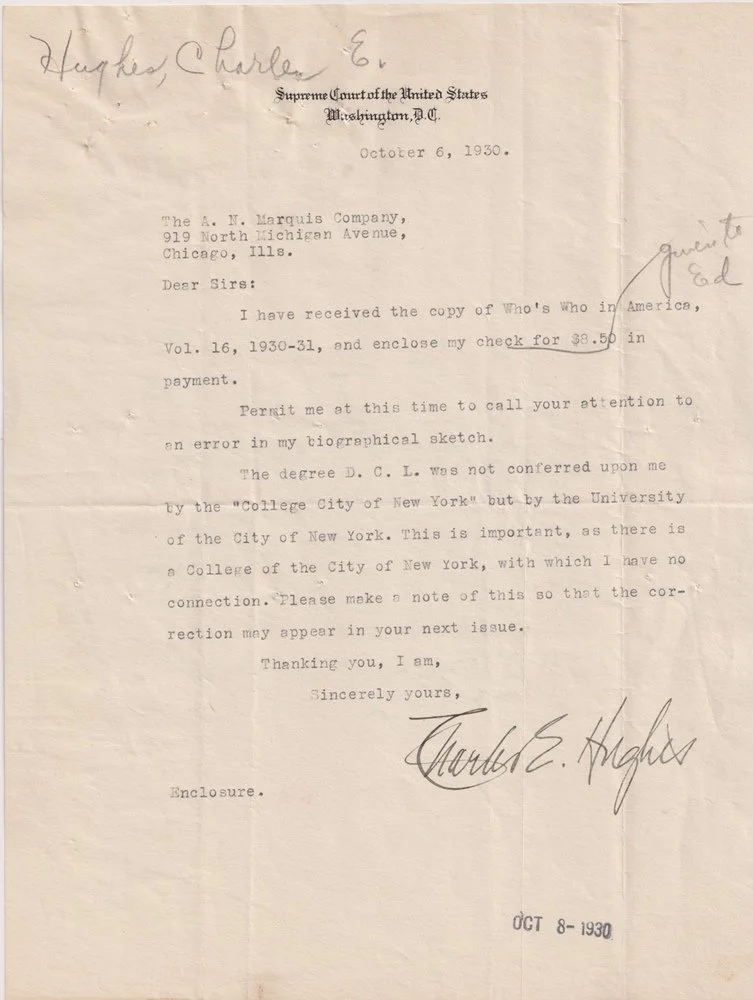 Hughes, Charles E.
Supreme Court of the United States
Washington, D.C.
October 6, 1930.
The A. N. Marquis Company,
919 North Michigan Avenue,
Chicago, Ills.
given to
Ed
Dear Sirs:
I have received the copy of Who's Who in America,
Vol. 16, 1930-31, and enclose my check for $8.50 in
payment.
Permit me at this time to call your attention to
an error in my biographical sketch.
The degree D. C. L. was not conferred upon me
by the "College City of New York" but by the University
of the City of New York. This is important, as there is
a College of the City of New York, with which I have no
connection. Please make a note of this so that the cor-
rection may appear in your next issue.
Thanking you, I am,
Sincerely yours,
Charles E. Hughes
Enclosure.
OCT 8- 1930